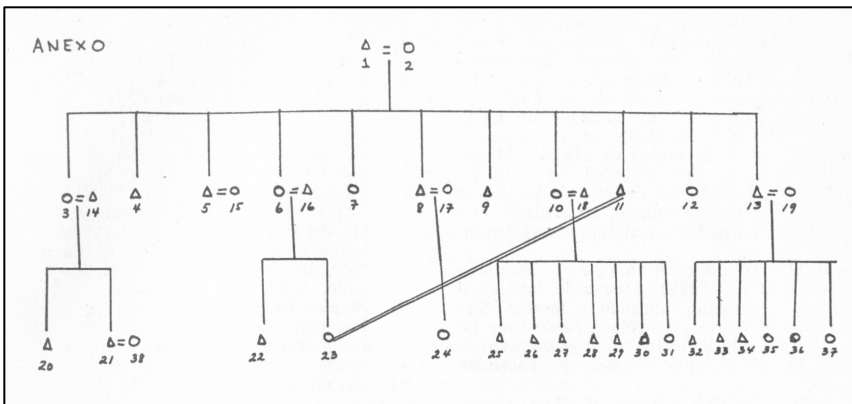 ANEXO
Δ = O
1 2
O = Δ Δ Δ = O O = Δ O Δ = O Δ O = Δ Δ O Δ = O
3 14 4 5 15 6 16 7 8 17 9 10 18 11 12 13 19
Δ Δ = O Δ O O Δ Δ Δ Δ Δ Δ O Δ Δ Δ O O O
20 21 38 22 23 24 25 26 27 28 29 30 31 32 33 34 35 36 37